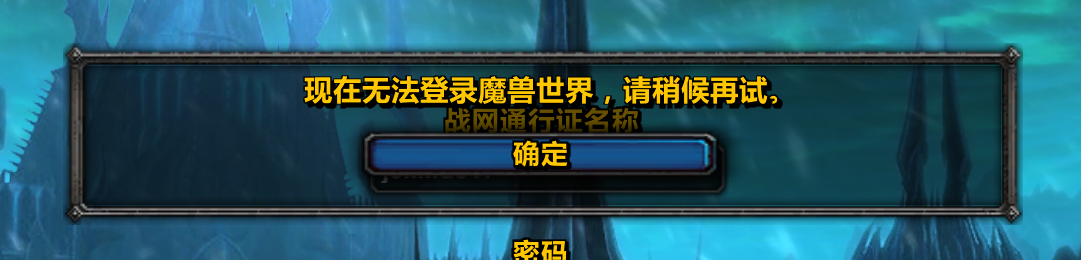 现在无法登录魔兽世界，请稍候再试。
战网通行证名称
确定
密码